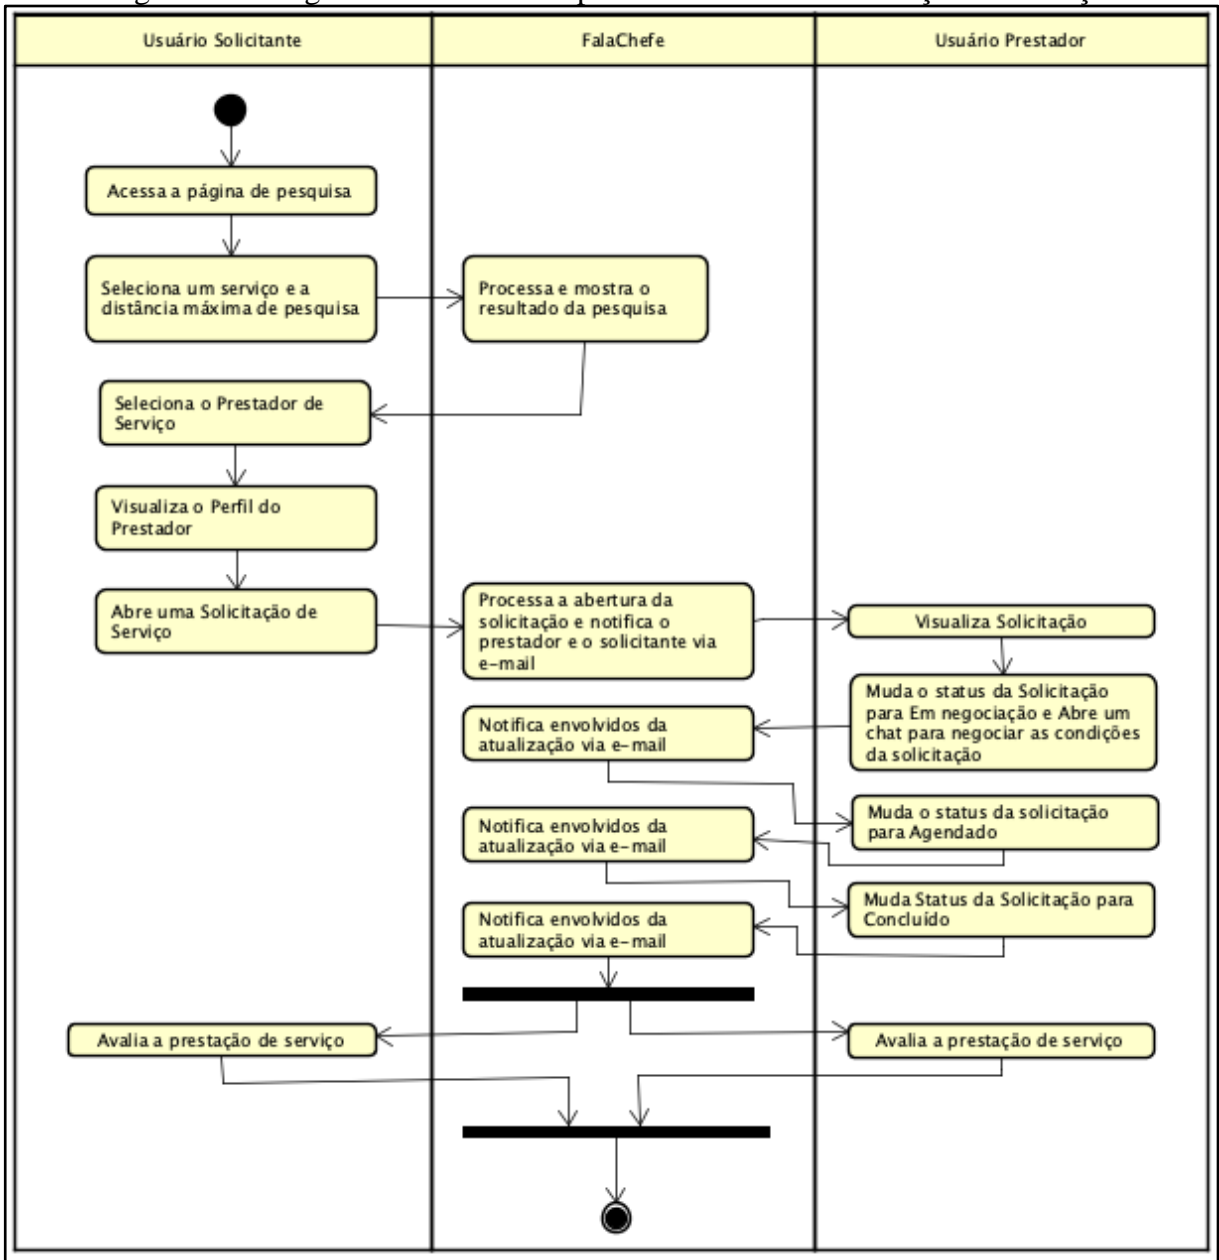 Usuário Solicitante
FalaChefe
Usuário Prestador
Acessa a página de pesquisa
Seleciona um serviço e a
distância máxima de pesquisa
Processa e mostra o
resultado da pesquisa
Seleciona o Prestador de
Serviço
Visualiza o Perfil do
Prestador
Abre uma Solicitação de
Serviço
Processa a abertura da
solicitação e notifica o
prestador e o solicitante via
e-mail
Visualiza Solicitação
Muda o status da Solicitação
para Em negociação e Abre um
chat para negociar as condições
da solicitação
Notifica envolvidos da
atualização via e-mail
Muda o status da solicitação
para Agendado
Notifica envolvidos da
atualização via e-mail
Muda Status da Solicitação para
Concluído
Notifica envolvidos da
atualização via e-mail
Avalia a prestação de serviço
Avalia a prestação de serviço